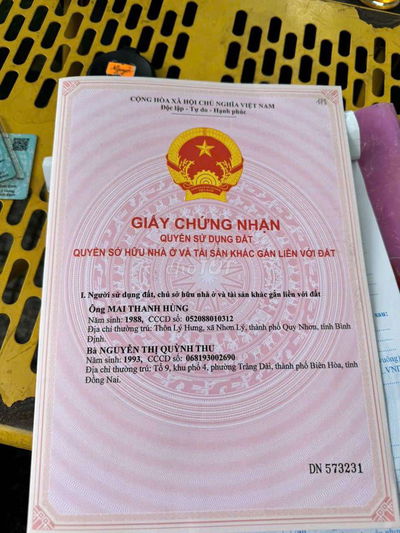 CỘNG HÒA XÃ HỘI CHỦ NGHĨA VIỆT NAM
Độc lập - Tự do - Hạnh phúc
GIẤY CHỨNG NHẬN
QUYỀN SỬ DỤNG ĐẤT
QUYỀN SỞ HỮU NHÀ Ở VÀ TÀI SẢN KHÁC GẮN LIỀN VỚI ĐẤT
I. Người sử dụng đất, chủ sở hữu nhà ở và tài sản khác gắn liền với đất
Ông MAI THANH HÙNG
Năm sinh: 1988, CCCD số: 052088010312
Địa chỉ thường trú: Thôn Lý Hưng, xã Nhơn Lý, thành phố Quy Nhơn, tỉnh Bình
Định.
Bà NGUYỄN THỊ QUỲNH THU
Năm sinh: 1993, CCCD số: 068193002690
Địa chỉ thường trú: Tổ 9, khu phố 4, phường Trảng Dài, thành phố Biên Hòa, tỉnh
Đồng Nai.
DN 573231